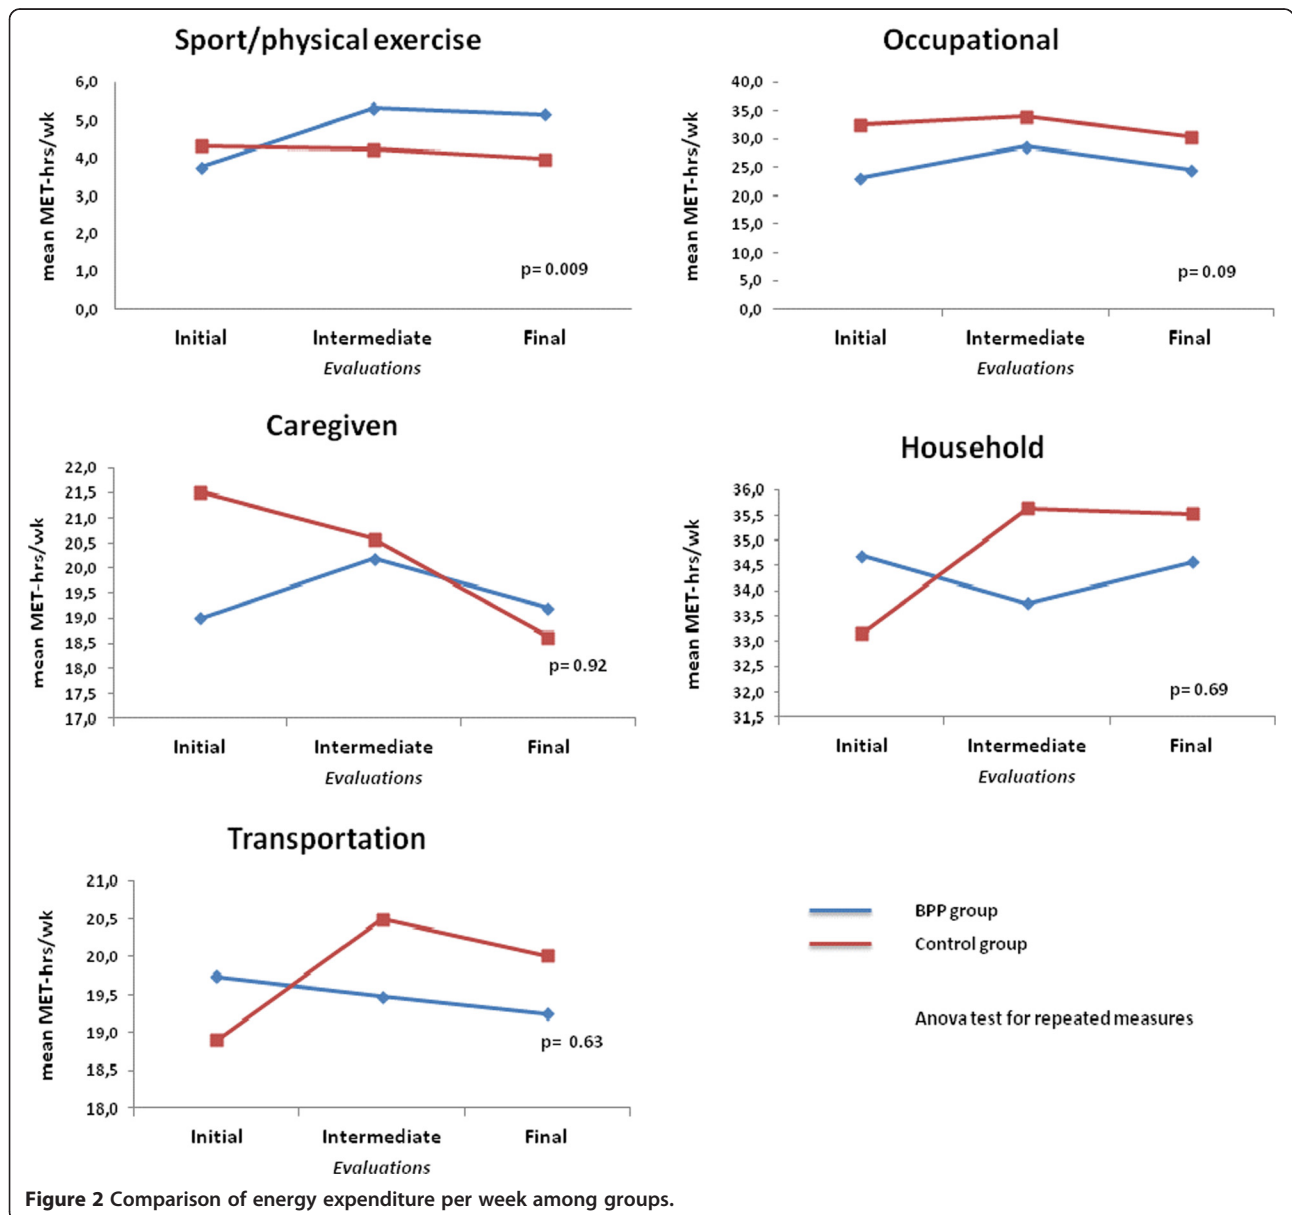 Sport/physical exercise
mean MET-hrs/wk
6,0
5,0
4,0
3,0
2,0
1,0
0,0
p= 0.009
Initial Intermediate Final
Evaluations
Occupational
mean MET-hrs/wk
40,0
35,0
30,0
25,0
20,0
15,0
10,0
5,0
0,0
p= 0.09
Initial Intermediate Final
Evaluations
Caregiven
mean MET-hrs/wk
22,0
21,5
21,0
20,5
20,0
19,5
19,0
18,5
18,0
17,5
17,0
p= 0.92
Initial Intermediate Final
Evaluations
Household
mean MET-hrs/wk
36,0
35,5
35,0
34,5
34,0
33,5
33,0
32,5
32,0
31,5
p= 0.69
Initial Intermediate Final
Evaluations
Transportation
mean MET-hrs/wk
21,0
20,5
20,0
19,5
19,0
18,5
18,0
p= 0.63
Initial Intermediate Final
Evaluations
BPP group
Control group
Anova test for repeated measures
Figure 2 Comparison of energy expenditure per week among groups.